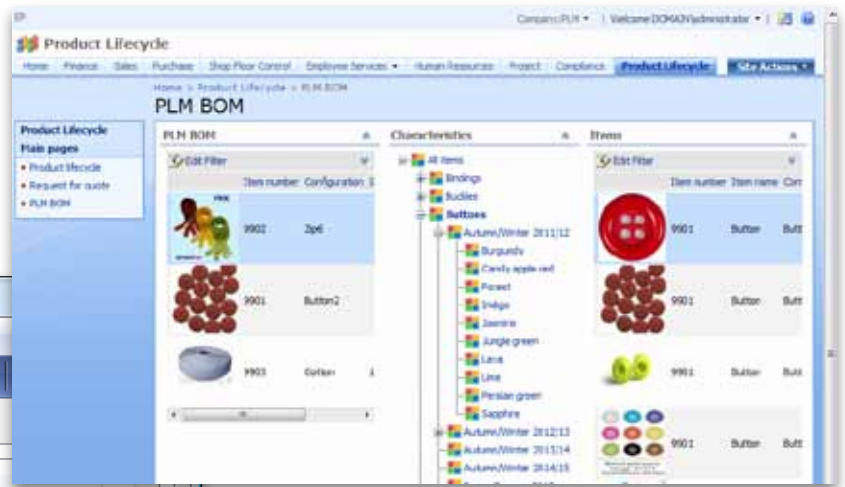 Company:PLM
Welcome DOMAIN\administrator
Product Lifecycle
Home Finance Sales Purchase Shop Floor Control Employee Services Human Resources Project Compliance Product Lifecycle Site Actions
Home > Product Lifecycle > PLM BOM
PLM BOM
Product Lifecycle
Main pages
Product lifecycle
Request for quote
PLM BOM
PLM BOM
Edit Filter
Item number Configuration
9902 Zip6
9901 Button2
9903 Cotton
Characteristics
All items
Bindings
Buckles
Buttons
Autumn/Winter 2011/12
Burgundy
Candy apple red
Forest
Indigo
Jasmine
Jungle green
Lava
Lime
Persian green
Sapphire
Autumn/Winter 2012/13
Autumn/Winter 2013/14
Autumn/Winter 2014/15
Items
Edit Filter
Item number Item name Con
9901 Button Butt
9901 Button Butt
9901 Button Butt
9901 Button Butt